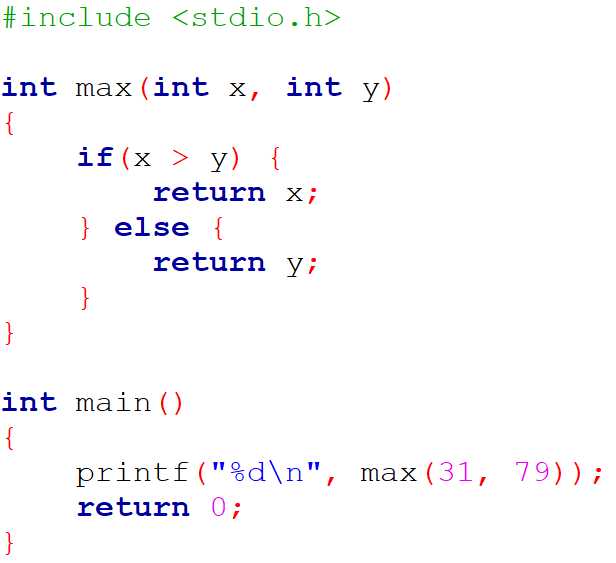 #include <stdio.h>

int max(int x, int y)
{
    if(x > y) {
        return x;
    } else {
        return y;
    }
}

int main()
{
    printf("%d\n", max(31, 79));
    return 0;
}